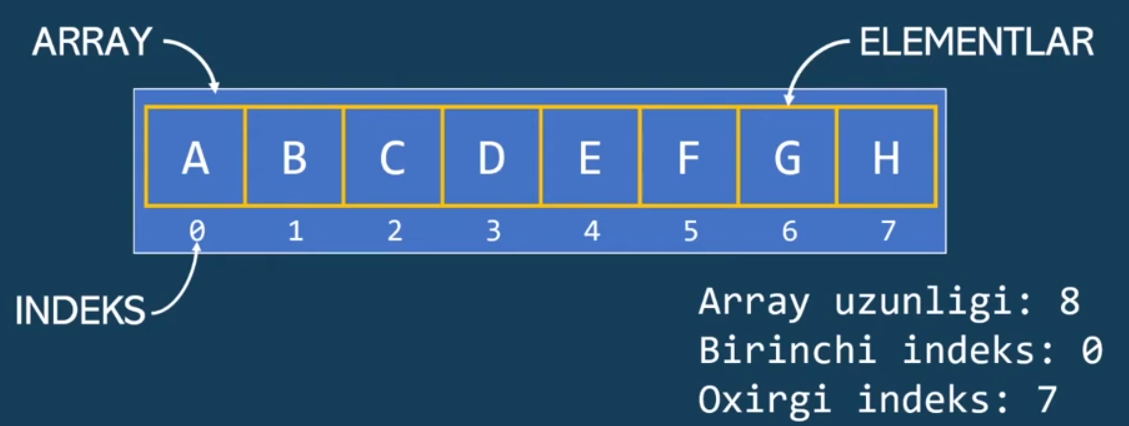 ARRAY
ELEMENTLAR
A B C D E F G H
0 1 2 3 4 5 6 7
INDEKS
Array uzunligi: 8
Birinchi indeks: 0
Oxirgi indeks: 7